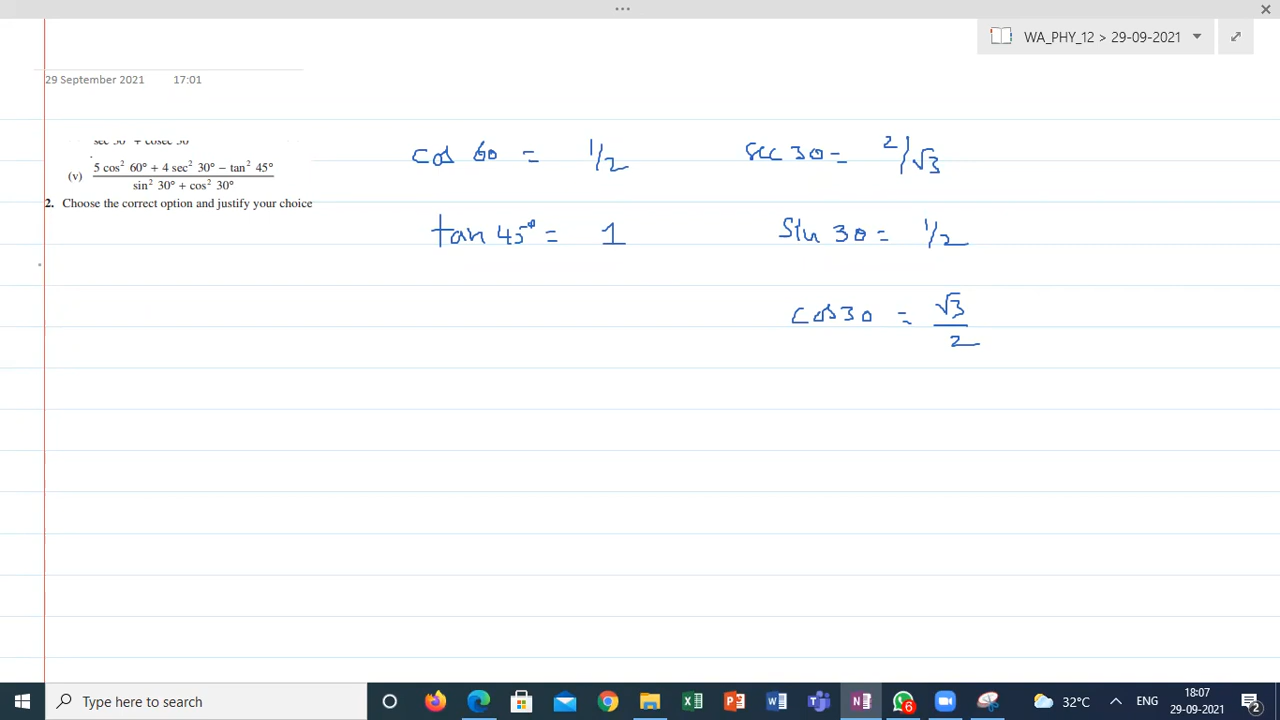 WA_PHY_12 > 29-09-2021
29 September 2021 17:01
(v) 5 cos² 60° + 4 sec² 30° − tan² 45°
sin² 30° + cos² 30°
2. Choose the correct option and justify your choice
cos 60 = 1/2
sec 30 = 2/√3
tan 45° = 1
sin 30 = 1/2
cos 30 = √3/2
Type here to search
6
32°C
ENG
18:07
29-09-2021
2